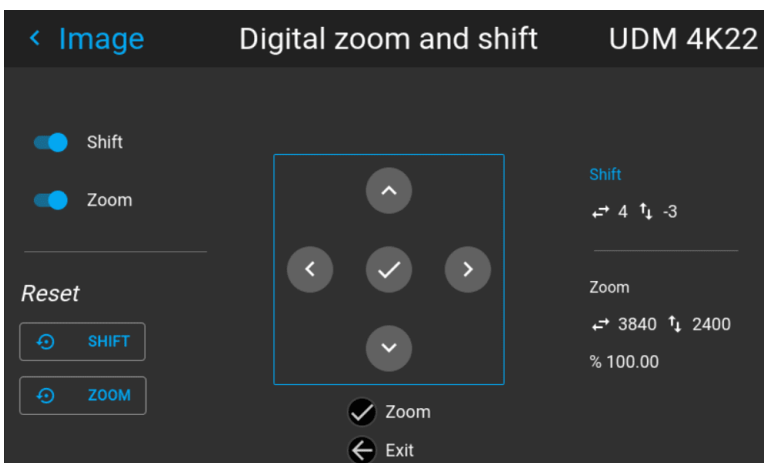 Image
Digital zoom and shift
UDM 4K22
Shift
Zoom
Reset
SHIFT
ZOOM
Zoom
Exit
Shift
4 -3
Zoom
3840 2400
% 100.00